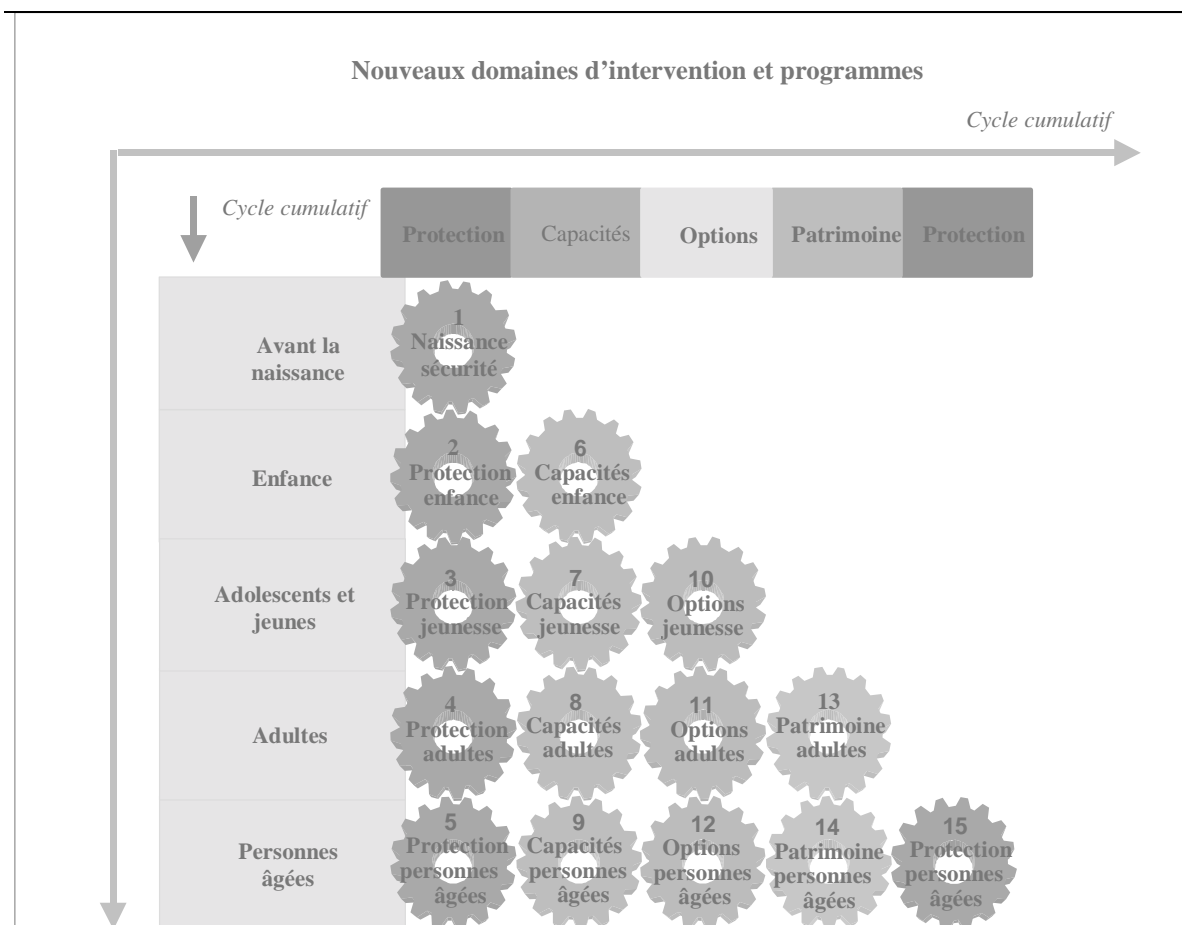 Nouveaux domaines d’intervention et programmes
Cycle cumulatif
Cycle cumulatif
Protection Capacités Options Patrimoine Protection
Avant la
naissance
1
Naissance
sécurité
Enfance
2
Protection
enfance
6
Capacités
enfance
Adolescents et
jeunes
3
Protection
jeunesse
7
Capacités
jeunesse
10
Options
jeunesse
Adultes
4
Protection
adultes
8
Capacités
adultes
11
Options
adultes
13
Patrimoine
adultes
Personnes
âgées
5
Protection
personnes
âgées
9
Capacités
personnes
âgées
12
Options
personnes
âgées
14
Patrimoine
personnes
âgées
15
Protection
personnes
âgées